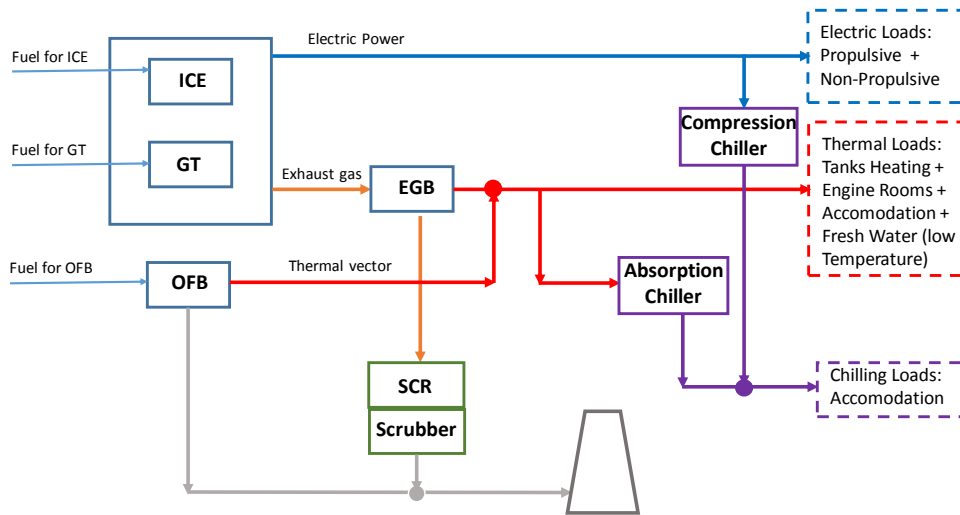 Fuel for ICE
ICE
Fuel for GT
GT
Electric Power
Exhaust gas
EGB
Fuel for OFB
OFB
Thermal vector
SCR
Scrubber
Compression
Chiller
Absorption
Chiller
Electric Loads:
Propulsive +
Non-Propulsive
Thermal Loads:
Tanks Heating +
Engine Rooms +
Accomodation +
Fresh Water (low
Temperature)
Chilling Loads:
Accomodation